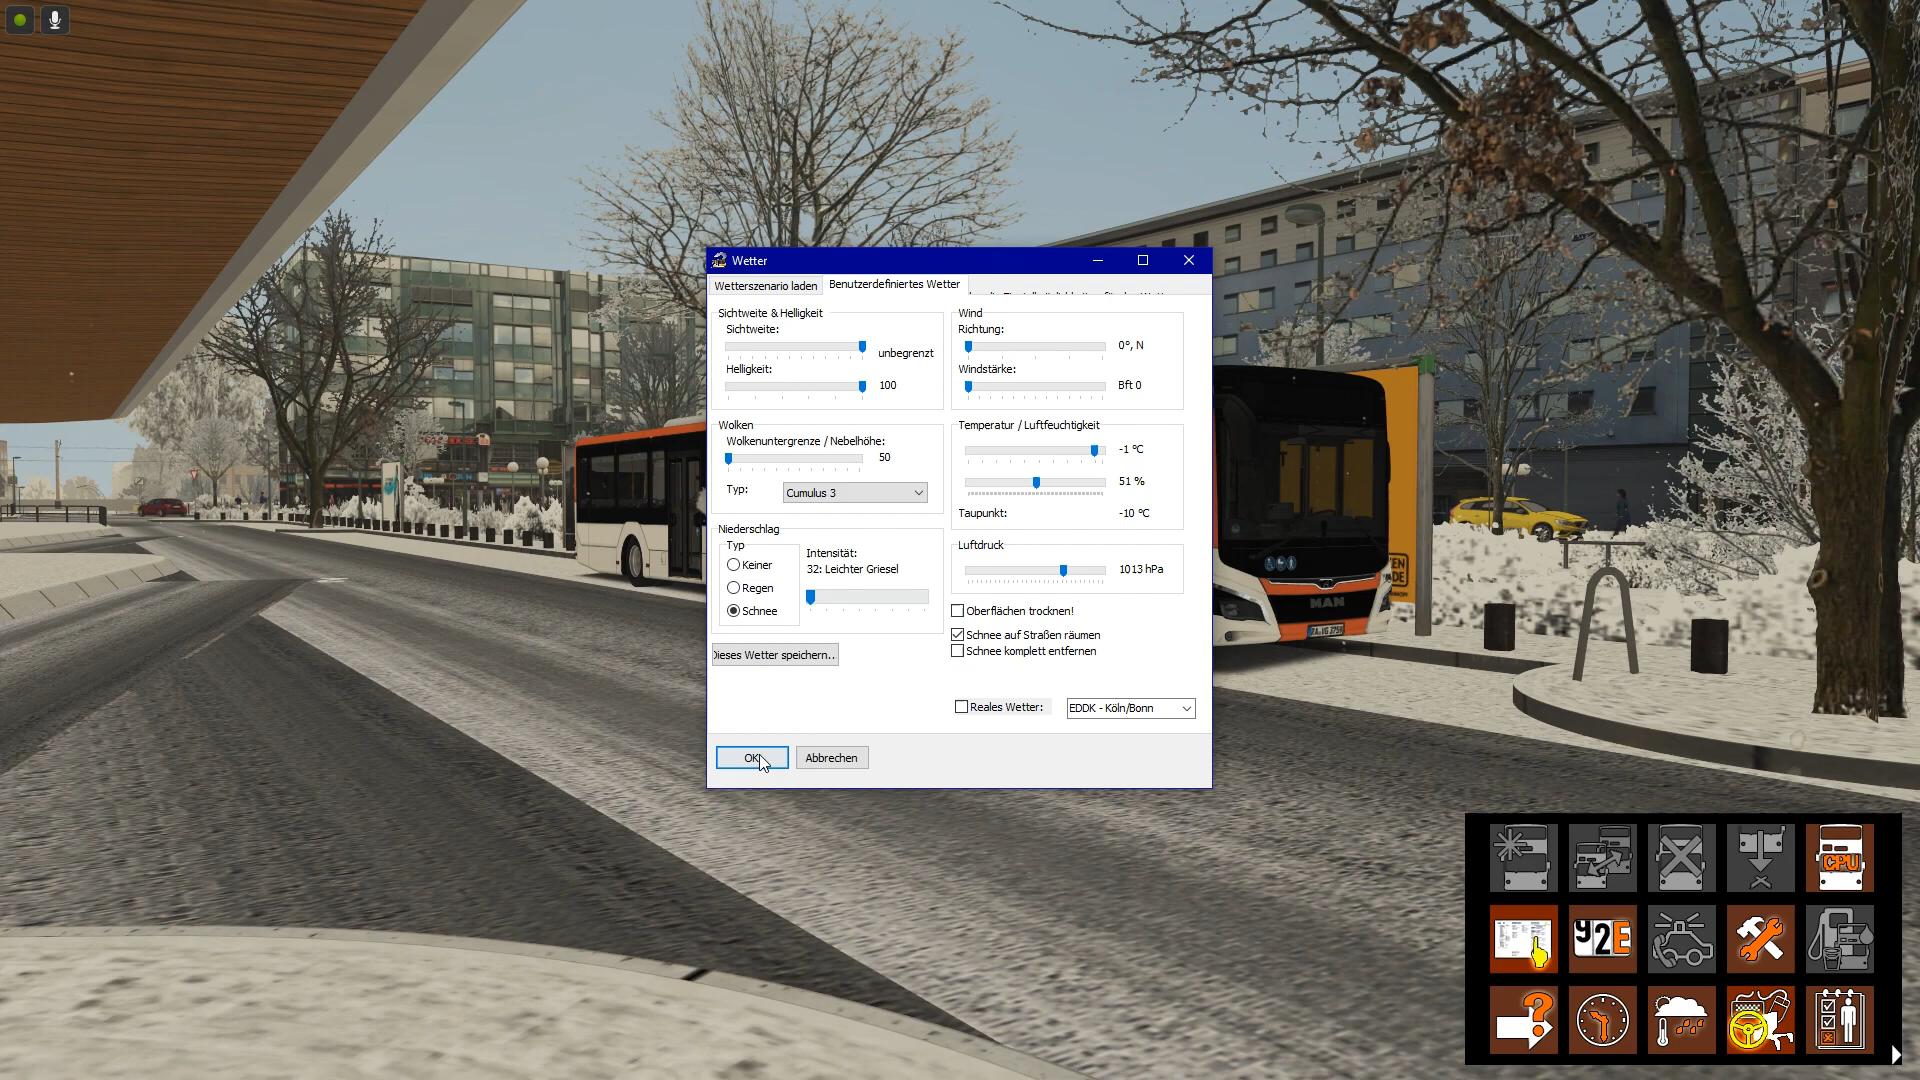 Wetter
Wetterszenario laden
Benutzerdefiniertes Wetter
Sichtweite & Helligkeit
Sichtweite:
unbegrenzt
Helligkeit:
100
Wolken
Wolkenuntergrenze / Nebelhöhe:
50
Typ:
Cumulus 3
Niederschlag
Typ
Keiner
Regen
Schnee
Intensität:
32: Leichter Griesel
Dieses Wetter speichern..
Wind
Richtung:
0°, N
Windstärke:
Bft 0
Temperatur / Luftfeuchtigkeit
-1 °C
51 %
Taupunkt:
-10 °C
Luftdruck
1013 hPa
Oberflächen trocknen!
Schnee auf Straßen räumen
Schnee komplett entfernen
Reales Wetter:
EDDK - Köln/Bonn
OK
Abbrechen
MAN
CPU
92E
?